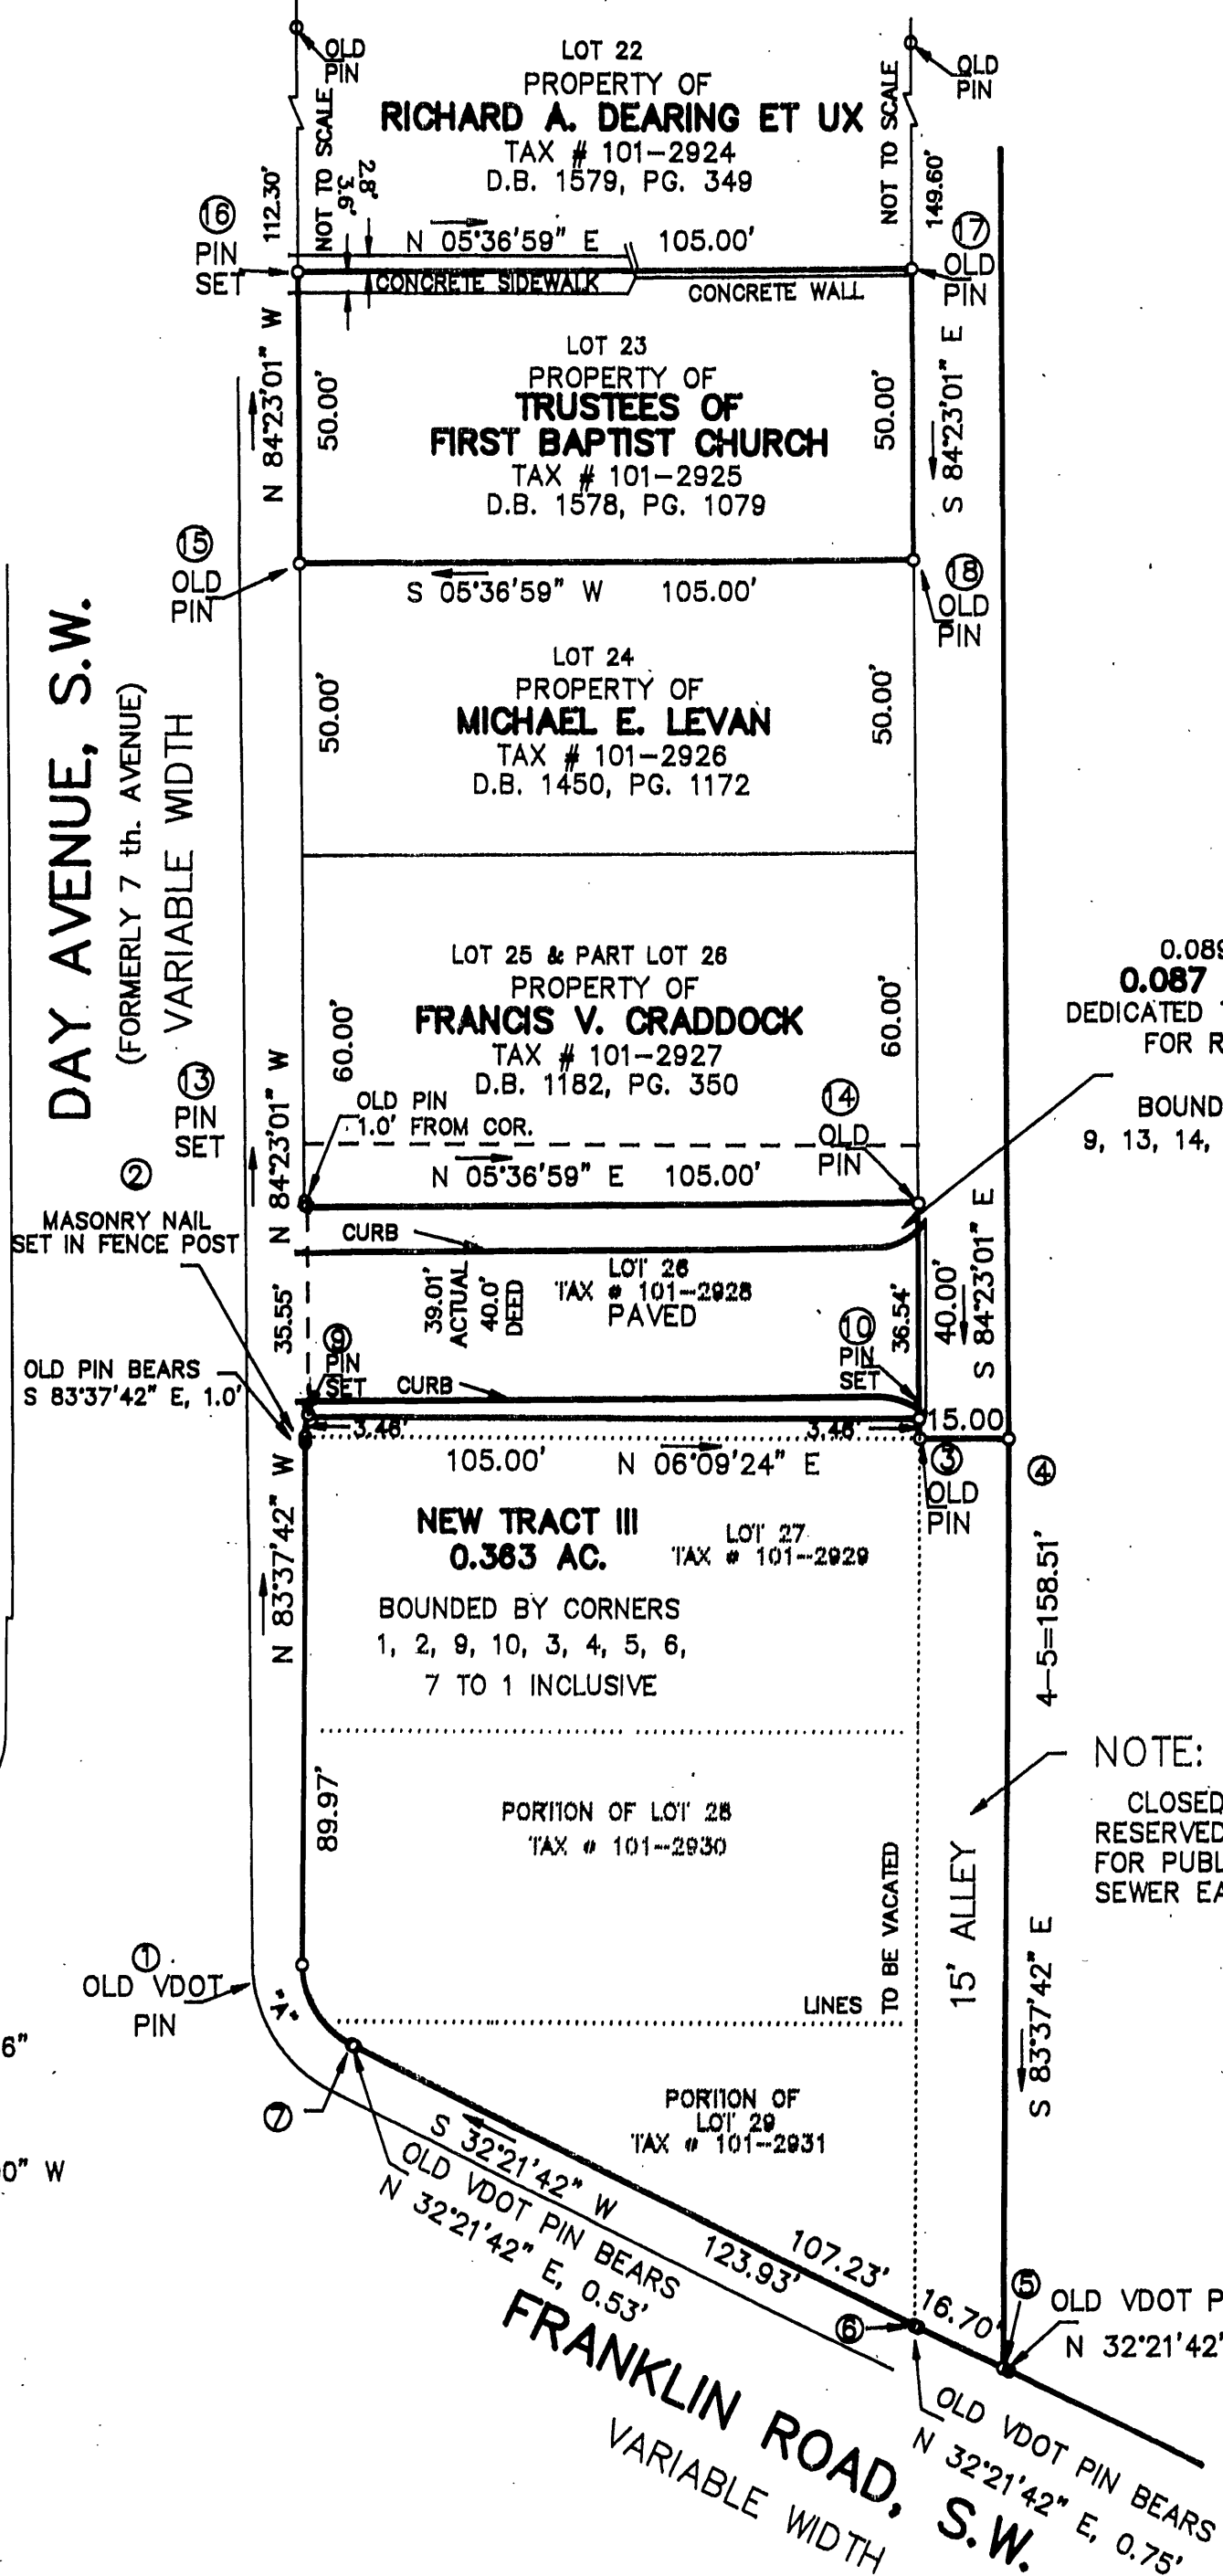 OLD
PIN
LOT 22
PROPERTY OF
RICHARD A. DEARING ET UX
TAX # 101-2924
D.B. 1579, PG. 349
OLD
PIN
NOT TO SCALE
NOT TO SCALE
112.30'
149.60'
2.8'
3.6'
16
PIN
SET
N 05°36'59" E 105.00'
17
OLD
PIN
CONCRETE SIDEWALK
CONCRETE WALL
N 84°23'01" W
50.00'
LOT 23
PROPERTY OF
TRUSTEES OF
FIRST BAPTIST CHURCH
TAX # 101-2925
D.B. 1578, PG. 1079
50.00'
S 84°23'01" E
15
OLD
PIN
S 05°36'59" W 105.00'
18
OLD
PIN
DAY AVENUE, S.W.
(FORMERLY 7 th. AVENUE)
VARIABLE WIDTH
50.00'
LOT 24
PROPERTY OF
MICHAEL E. LEVAN
TAX # 101-2926
D.B. 1450, PG. 1172
50.00'
60.00'
LOT 25 & PART LOT 26
PROPERTY OF
FRANCIS V. CRADDOCK
TAX # 101-2927
D.B. 1182, PG. 350
60.00'
0.089
0.087
DEDICATED
FOR R
BOUND
9, 13, 14,
13
PIN
SET
N 84°23'01" W
OLD PIN
1.0' FROM COR.
14
OLD
PIN
N 05°36'59" E 105.00'
2
MASONRY NAIL
SET IN FENCE POST
CURB
35.55'
39.01'
ACTUAL
40.0'
DEED
LOT 26
TAX # 101-2928
PAVED
36.54'
40.00'
S 84°23'01" E
9
PIN
SET
10
PIN
SET
OLD PIN BEARS
S 83°37'42" E, 1.0'
CURB
3.46'
3.46'
15.00
105.00' N 06°09'24" E
3
OLD
PIN
4
N 83°37'42" W
NEW TRACT III
0.363 AC.
LOT 27
TAX # 101-2929
BOUNDED BY CORNERS
1, 2, 9, 10, 3, 4, 5, 6,
7 TO 1 INCLUSIVE
4-5=158.51'
89.97'
PORTION OF LOT 28
TAX # 101-2930
NOTE:
CLOSED
RESERVED
FOR PUBL
SEWER EA
15' ALLEY
LINES TO BE VACATED
S 83°37'42" E
1
OLD VDOT
PIN
"A"
6"
0" W
7
PORTION OF
LOT 29
TAX # 101-2931
S 32°21'42" W
OLD VDOT PIN BEARS
N 32°21'42" E, 0.53'
123.93'
107.23'
16.70'
6
5
OLD VDOT P
N 32°21'42"
FRANKLIN ROAD, S.W.
VARIABLE WIDTH
OLD VDOT PIN BEARS
N 32°21'42" E, 0.75'